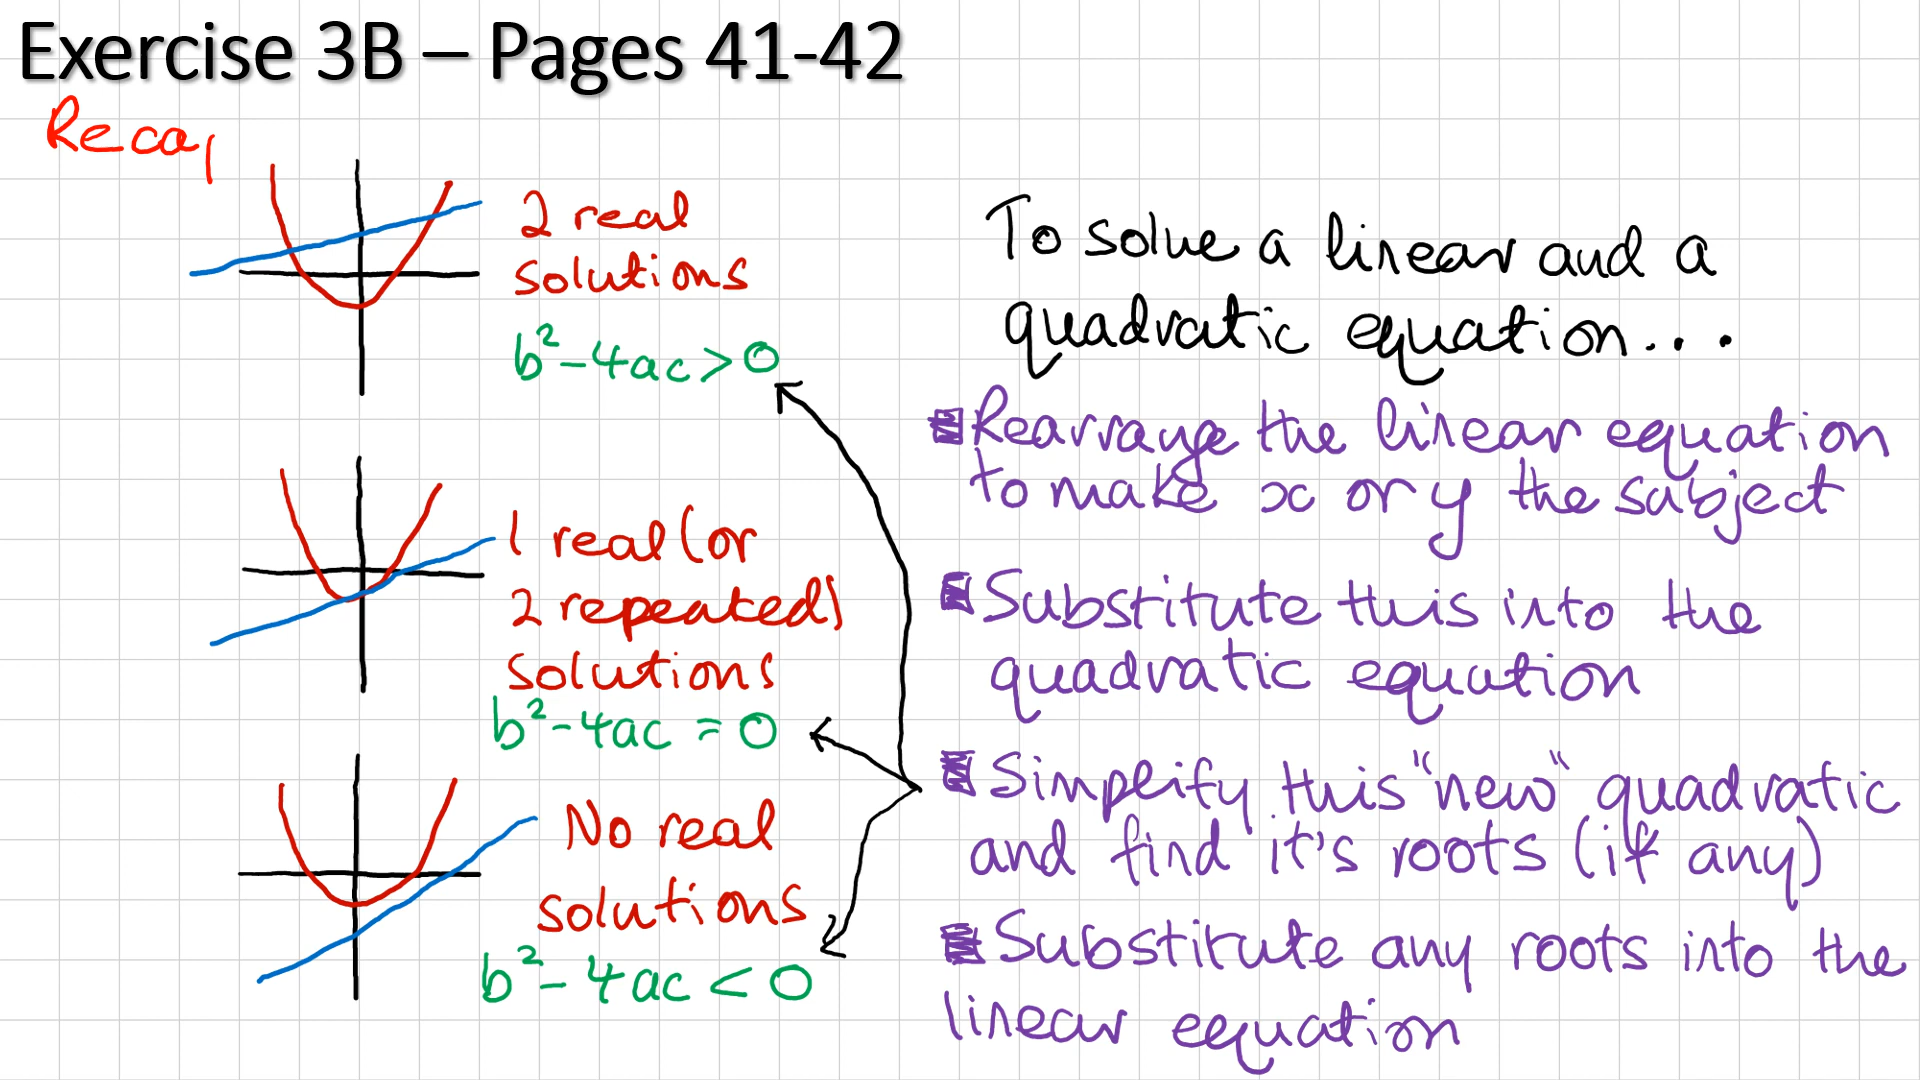 Exercise 3B – Pages 41-42
Recap
2 real
solutions
b²-4ac>0
1 real (or
2 repeated)
solutions
b²-4ac = 0
No real
solutions
b²-4ac < 0
To solve a linear and a
quadratic equation...
Rearrange the linear equation
to make x or y the subject
Substitute this into the
quadratic equation
Simplify this "new" quadratic
and find it's roots (if any)
Substitute any roots into the
linear equation